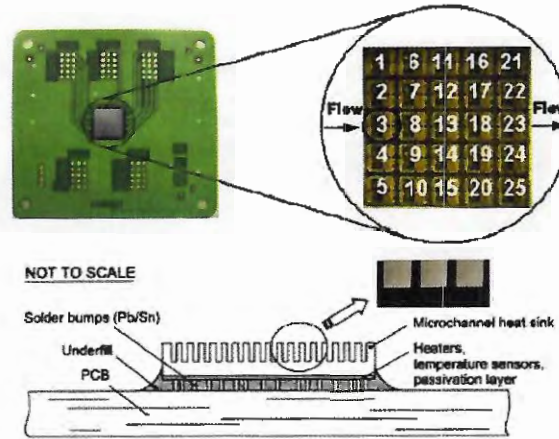 1 6 11 16 21
2 7 12 17 22
Flow Flow
3 8 13 18 23
4 9 14 19 24
5 10 15 20 25
NOT TO SCALE
Solder bumps (Pb/Sn)
Underfill
PCB
Microchannel heat sink
Heaters,
temperature sensors,
passivation layer